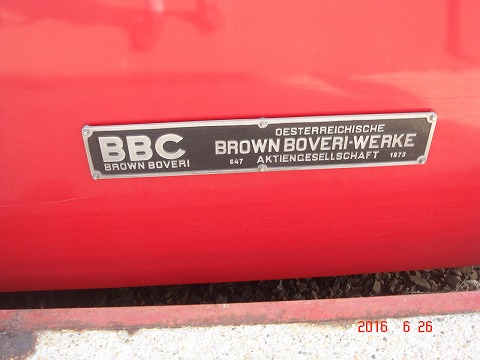 BBC
BROWN BOVERI
OESTERREICHISCHE
BROWN BOVERI-WERKE
647 AKTIENGESELLSCHAFT 1973
2016 6 26